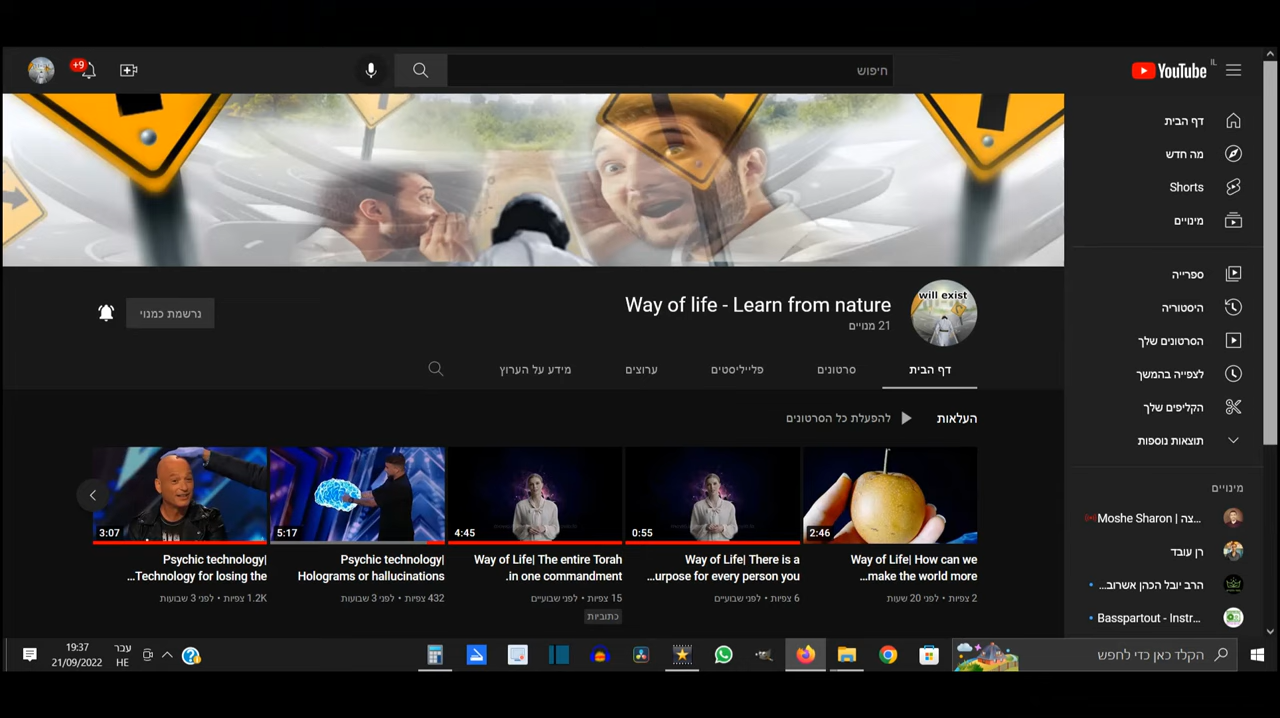 +9
חיפוש
YouTube IL
דף הבית
מה חדש
Shorts
מינויים
ספרייה
היסטוריה
הסרטונים שלך
לצפייה בהמשך
הקליפים שלך
תוצאות נוספות
מינויים
Moshe Sharon | צה...
רן עובד
הרב יובל הכהן אשרוב...
Basspartout - Instr...
will exist
Way of life - Learn from nature
21 מנויים
נרשמת כמנוי
דף הבית
סרטונים
פלייליסטים
ערוצים
מידע על הערוץ
העלאות
להפעלת כל הסרטונים
2:46
Way of Life| How can we
make the world more...
2 צפיות • לפני 20 שעות
0:55
Way of Life| There is a
urpose for every person you...
6 צפיות • לפני שבועיים
4:45
Way of Life| The entire Torah
in one commandment.
15 צפיות • לפני שבועיים
כתוביות
5:17
Psychic technology|
Holograms or hallucinations
432 צפיות • לפני 3 שבועות
3:07
Psychic technology|
Technology for losing the...
1.2K צפיות • לפני 3 שבועות
הקלד כאן כדי לחפש
עבר
HE
19:37
21/09/2022